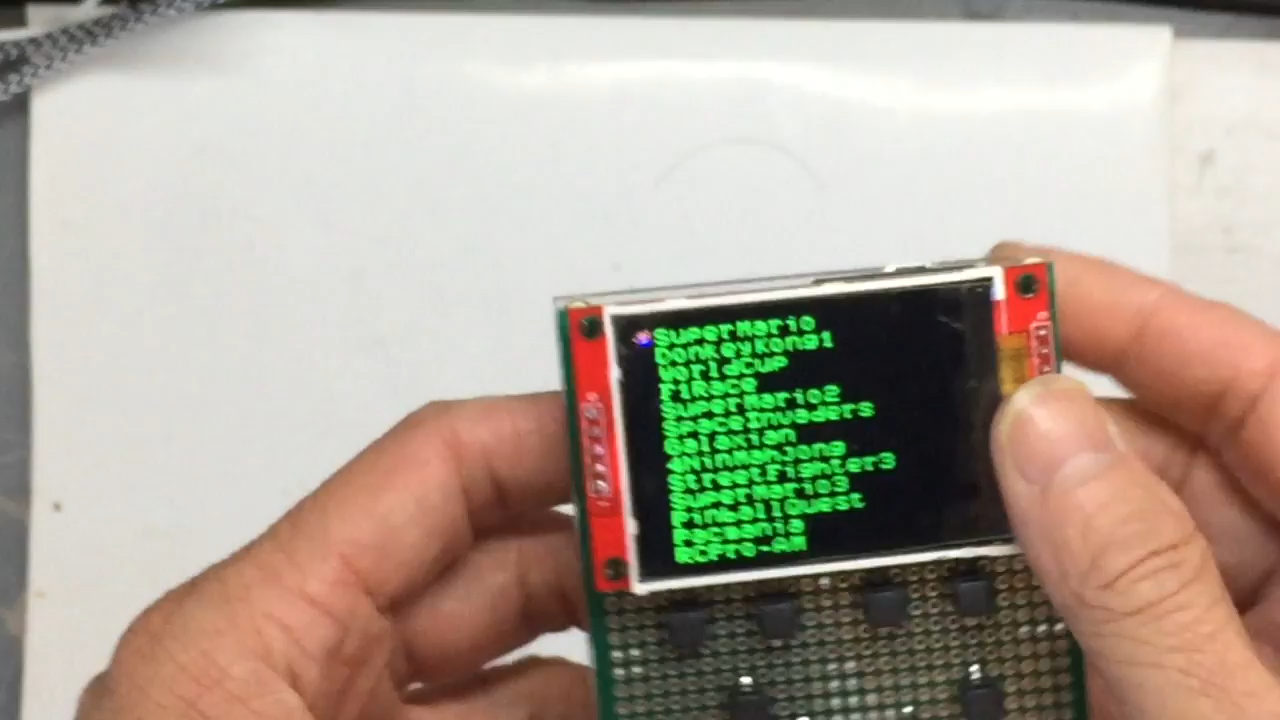 SuperMario
DonkeyKong1
WorldCup
F1Race
SuperMario2
SpaceInvaders
Galaxian
4NinMahJong
StreetFighter3
SuperMario3
PinballQuest
Pacmania
RCPro-AM